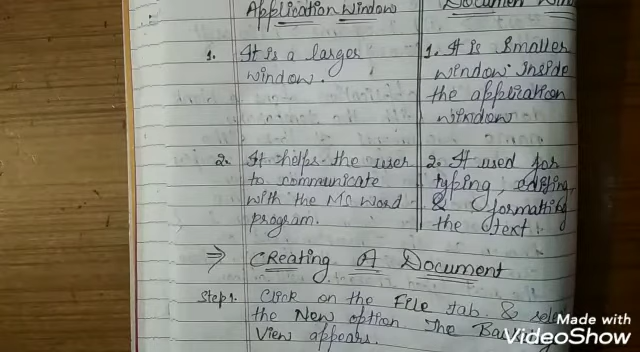 Application Window Document
1. It is a larger 1. It is Smaller
window. window Inside
the application
window
2. It helps the user 2. It used for
to communicate typing, editing
with the MS Word & formatting
program. the text.
⇒ Creating A Document
Step 1. Click on the File tab &
the New option The
View appears.
Made with
VideoShow